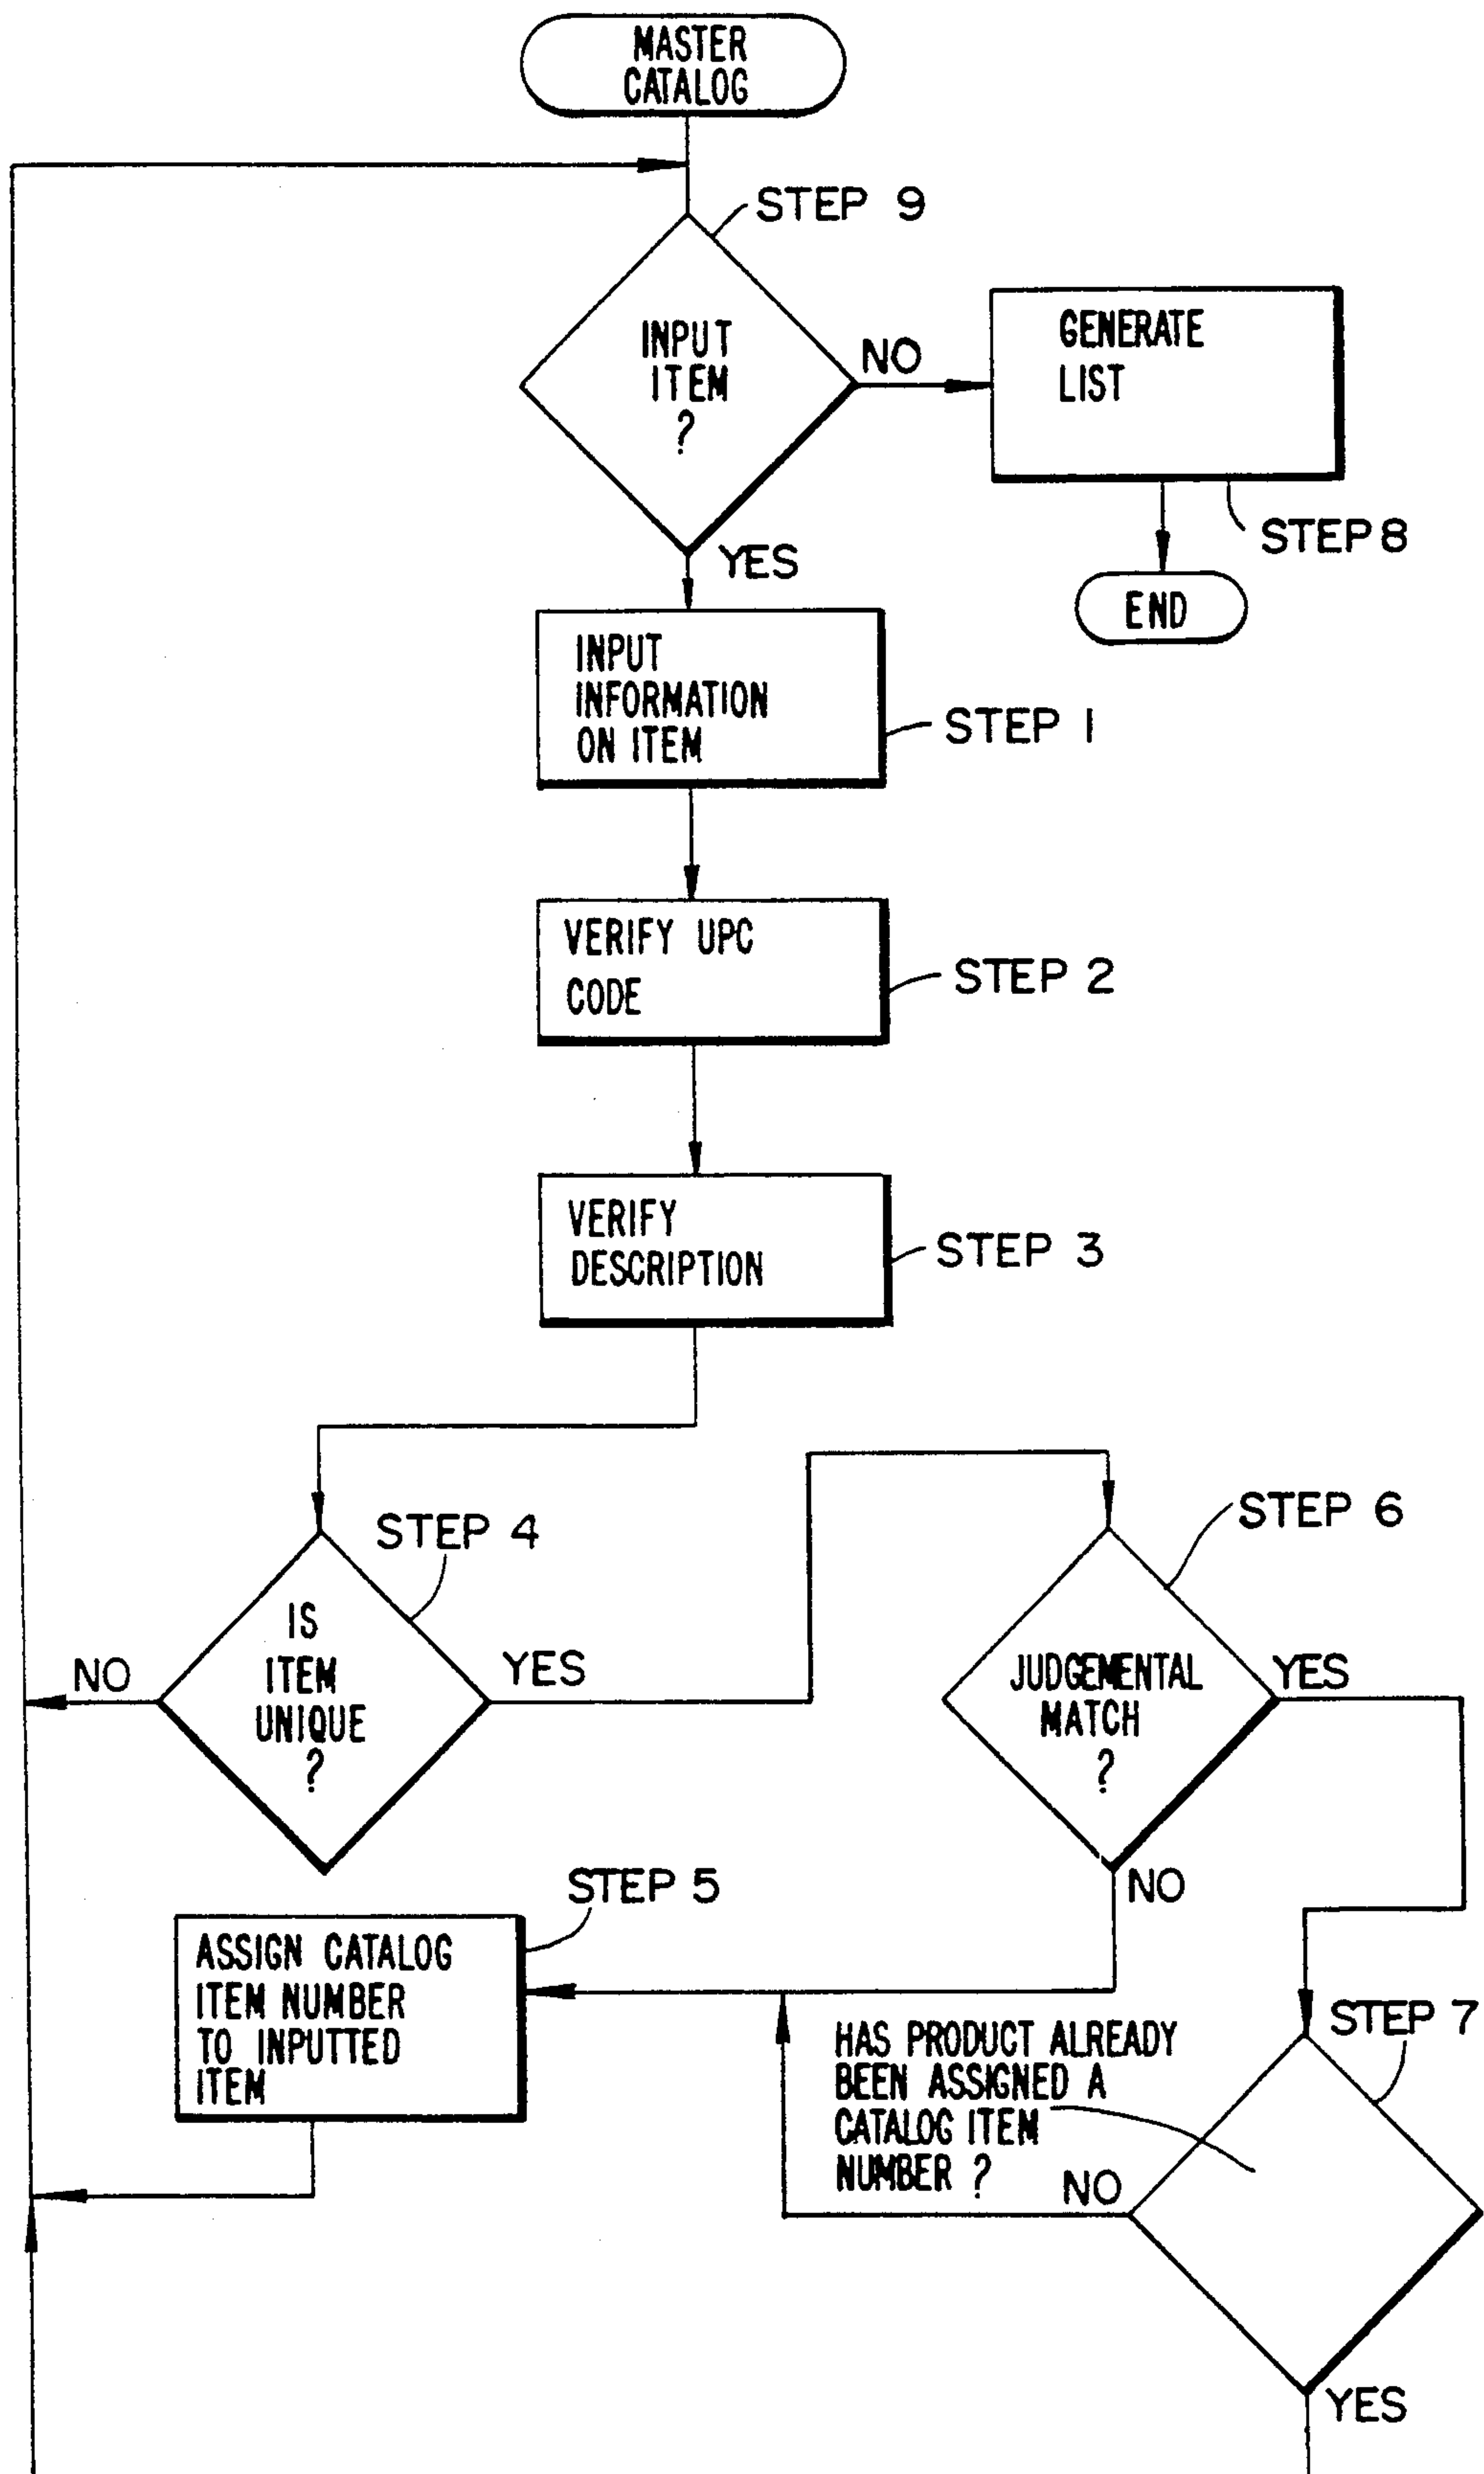 MASTER
CATALOG
STEP 9
INPUT
ITEM
?
NO
GENERATE
LIST
STEP 8
END
YES
INPUT
INFORMATION
ON ITEM
STEP 1
VERIFY UPC
CODE
STEP 2
VERIFY
DESCRIPTION
STEP 3
STEP 4
IS
ITEM
UNIQUE
?
NO
YES
STEP 6
JUDGEMENTAL
MATCH
?
YES
NO
STEP 5
ASSIGN CATALOG
ITEM NUMBER
TO INPUTTED
ITEM
HAS PRODUCT ALREADY
BEEN ASSIGNED A
CATALOG ITEM
NUMBER ?
STEP 7
NO
YES